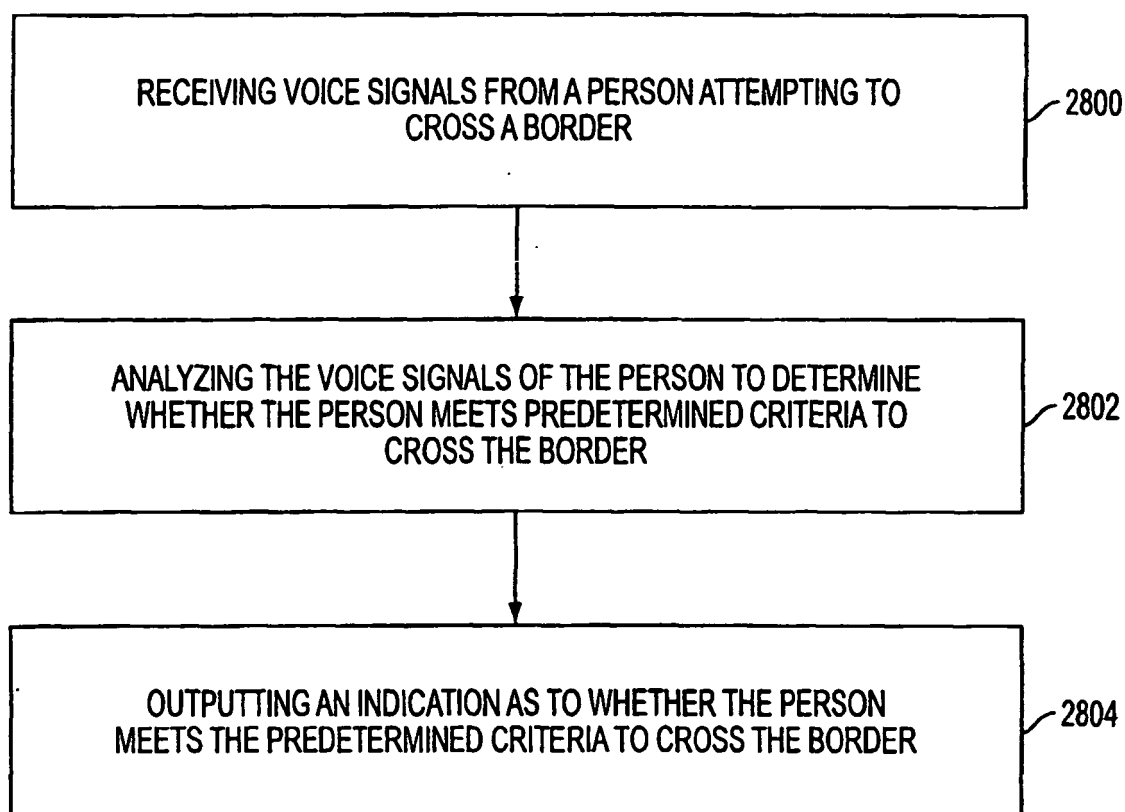 RECEIVING VOICE SIGNALS FROM A PERSON ATTEMPTING TO
CROSS A BORDER
2800
ANALYZING THE VOICE SIGNALS OF THE PERSON TO DETERMINE
WHETHER THE PERSON MEETS PREDETERMINED CRITERIA TO
CROSS THE BORDER
2802
OUTPUTTING AN INDICATION AS TO WHETHER THE PERSON
MEETS THE PREDETERMINED CRITERIA TO CROSS THE BORDER
2804